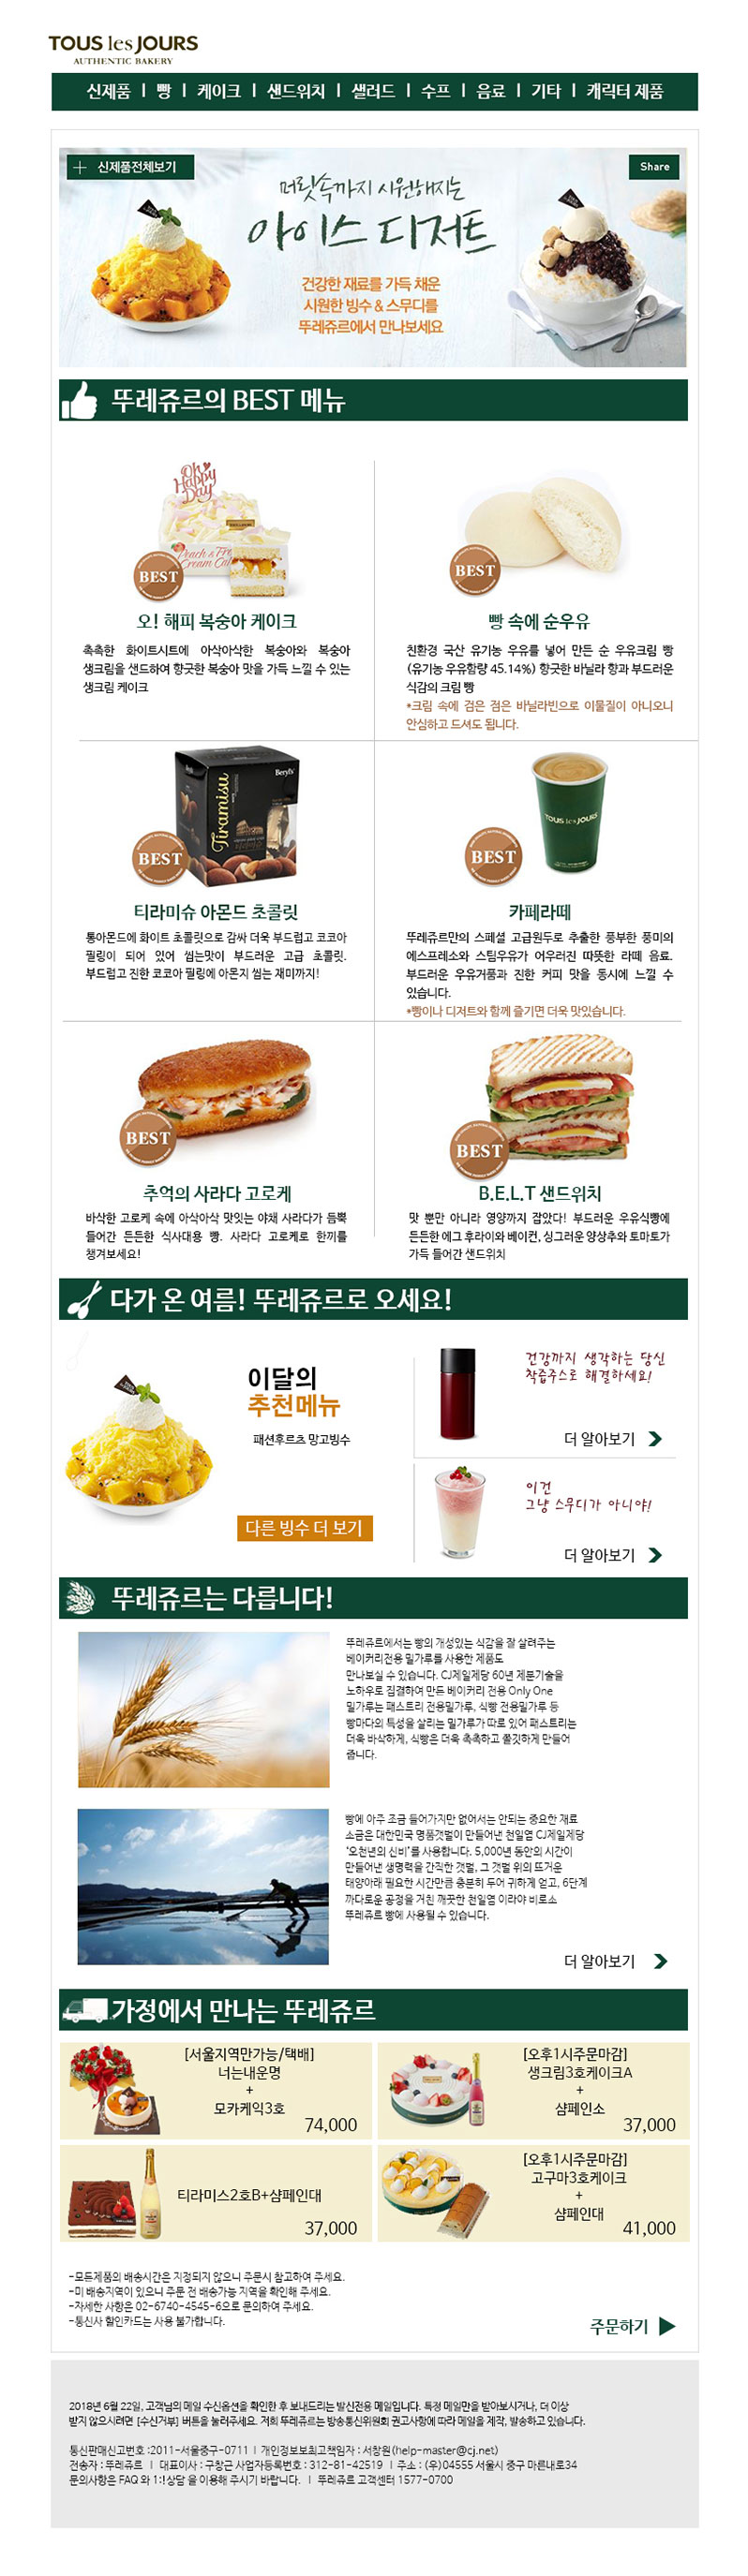 TOUS les JOURS
AUTHENTIC BAKERY
신제품 | 빵 | 케이크 | 샌드위치 | 샐러드 | 수프 | 음료 | 기타 | 캐릭터 제품
신제품전체보기
Share
머릿속까지 시원해지는
아이스 디저트
건강한 재료를 가득 채운
시원한 빙수 & 스무디를
뚜레쥬르에서 만나보세요
뚜레쥬르의 BEST 메뉴
Oh Happy Day
BEST
BEST
오! 해피 복숭아 케이크
촉촉한 화이트시트에 아삭아삭한 복숭아와 복숭아
생크림을 샌드하여 향긋한 복숭아 맛을 가득 느낄 수 있는
생크림 케이크
빵 속에 순우유
친환경 국산 유기농 우유를 넣어 만든 순 우유크림 빵
(유기농 우유함량 45.14%) 향긋한 바닐라 향과 부드러운
식감의 크림 빵
*크림 속에 검은 점은 바닐라빈으로 이물질이 아니오니
안심하고 드셔도 됩니다.
Beryl's
Tiramisu
BEST
TOUS les JOURS
BEST
티라미슈 아몬드 초콜릿
통아몬드에 화이트 초콜릿으로 감싸 더욱 부드럽고 코코아
필링이 되어 있어 씹는맛이 부드러운 고급 초콜릿.
부드럽고 진한 코코아 필링에 아몬지 씹는 재미까지!
카페라떼
뚜레쥬르만의 스페셜 고급원두로 추출한 풍부한 풍미의
에스프레소와 스팀우유가 어우러진 따뜻한 라떼 음료.
부드러운 우유거품과 진한 커피 맛을 동시에 느낄 수
있습니다.
*빵이나 디저트와 함께 즐기면 더욱 맛있습니다.
BEST
BEST
추억의 사라다 고로케
바삭한 고로케 속에 아삭아삭 맛잇는 야채 사라다가 듬뿍
들어간 든든한 식사대용 빵. 사라다 고로케로 한끼를
챙겨보세요!
B.E.L.T 샌드위치
맛 뿐만 아니라 영양까지 잡았다! 부드러운 우유식빵에
든든한 에그 후라이와 베이컨, 싱그러운 양상추와 토마토가
가득 들어간 샌드위치
다가 온 여름! 뚜레쥬르로 오세요!
이달의
추천메뉴
패션후르츠 망고빙수
다른 빙수 더 보기
건강까지 생각하는 당신
착즙주스로 해결하세요!
더 알아보기
이건
그냥 스무디가 아니야!
더 알아보기
뚜레쥬르는 다릅니다!
뚜레쥬르에서는 빵의 개성있는 식감을 잘 살려주는
베이커리전용 밀가루를 사용한 제품도
만나보실 수 있습니다. CJ제일제당 60년 제분기술을
노하우로 집결하여 만든 베이커리 전용 Only One
밀가루는 패스트리 전용밀가루, 식빵 전용밀가루 등
빵마다의 특성을 살리는 밀가루가 따로 있어 패스트리는
더욱 바삭하게, 식빵은 더욱 촉촉하고 쫄깃하게 만들어
줍니다.
빵에 아주 조금 들어가지만 없어서는 안되는 중요한 재료
소금은 대한민국 명품갯벌이 만들어낸 천일염 CJ제일제당
'오천년의 신비'를 사용합니다. 5,000년 동안의 시간이
만들어낸 생명력을 간직한 갯벌, 그 갯벌 위의 뜨거운
태양아래 필요한 시간만큼 충분히 두어 귀하게 얻고, 6단계
까다로운 공정을 거친 깨끗한 천일염 이라야 비로소
뚜레쥬르 빵에 사용될 수 있습니다.
더 알아보기
가정에서 만나는 뚜레쥬르
[서울지역만가능/택배]
너는내운명
+
모카케익3호
74,000
[오후1시주문마감]
생크림3호케이크A
+
샴페인소
37,000
티라미스2호B+샴페인대
37,000
[오후1시주문마감]
고구마3호케이크
+
샴페인대
41,000
-모든제품의 배송시간은 지정되지 않으니 주문시 참고하여 주세요.
-미 배송지역이 있으니 주문 전 배송가능 지역을 확인해 주세요.
-자세한 사항은 02-6740-4545-6으로 문의하여 주세요.
-통신사 할인카드는 사용 불가합니다.
주문하기
2018년 6월 22일, 고객님의 메일 수신옵션을 확인한 후 보내드리는 발신전용 메일입니다. 특정 메일만을 받아보시거나, 더 이상
받지 않으시려면 [수신거부] 버튼을 눌러주세요. 저희 뚜레쥬르는 방송통신위원회 권고사항에 따라 메일을 제작, 발송하고 있습니다.
통신판매신고번호 :2011-서울중구-0711 | 개인정보보최고책임자 : 서창원(help-master@cj.net)
전송자 : 뚜레쥬르 | 대표이사 : 구창근 사업자등록번호 : 312-81-42519 | 주소 : (우)04555 서울시 중구 마른내로34
문의사항은 FAQ 와 1:!상담 을 이용해 주시기 바랍니다. | 뚜레쥬르 고객센터 1577-0700